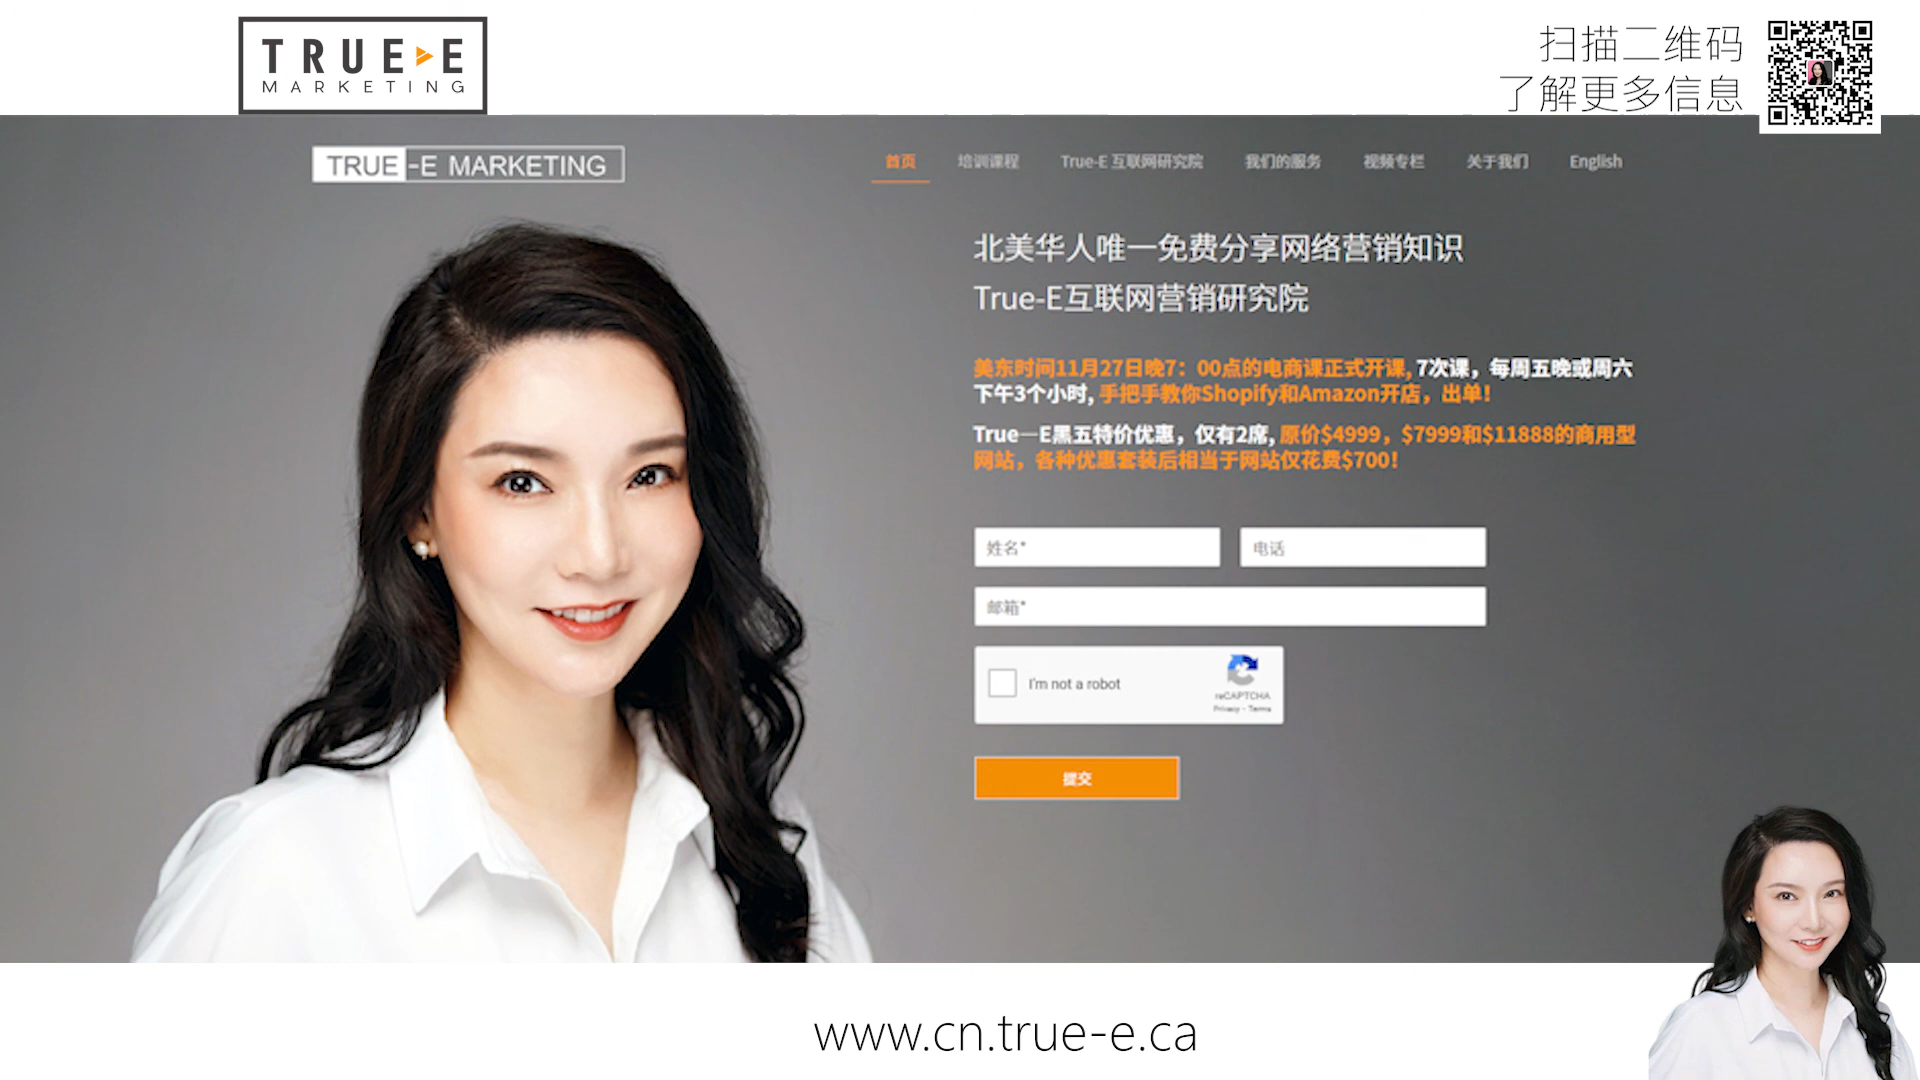 TRUE-E
MARKETING
扫描二维码
了解更多信息
TRUE-E MARKETING
首页 培训课程 True-E 互联网研究院 我们的服务 视频专栏 关于我们 English
北美华人唯一免费分享网络营销知识
True-E互联网营销研究院
美东时间11月27日晚7：00点的电商课正式开课, 7次课，每周五晚或周六
下午3个小时, 手把手教你Shopify和Amazon开店，出单！
True—E黑五特价优惠，仅有2席, 原价$4999，$7999和$11888的商用型
网站，各种优惠套装后相当于网站仅花费$700！
姓名* 电话
邮箱*
I'm not a robot
reCAPTCHA
Privacy - Terms
提交
www.cn.true-e.ca